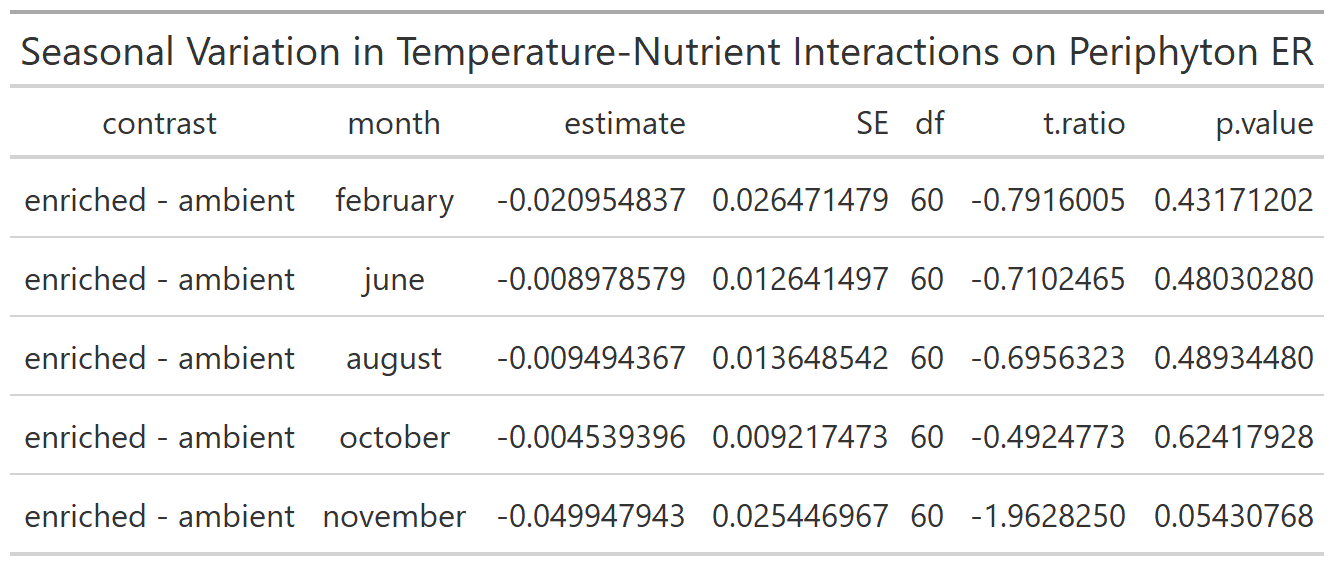 Seasonal Variation in Temperature-Nutrient Interactions on Periphyton ER
contrast month estimate SE df t.ratio p.value
enriched - ambient february -0.020954837 0.026471479 60 -0.7916005 0.43171202
enriched - ambient june -0.008978579 0.012641497 60 -0.7102465 0.48030280
enriched - ambient august -0.009494367 0.013648542 60 -0.6956323 0.48934480
enriched - ambient october -0.004539396 0.009217473 60 -0.4924773 0.62417928
enriched - ambient november -0.049947943 0.025446967 60 -1.9628250 0.05430768